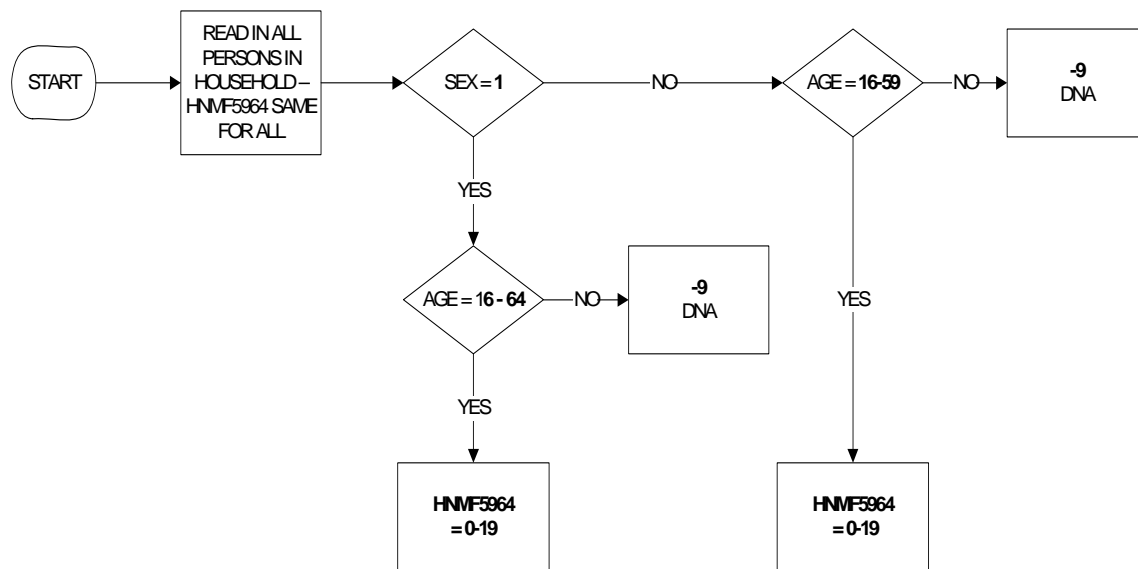 START
READ IN ALL
PERSONS IN
HOUSEHOLD –
HNMF5964 SAME
FOR ALL
SEX = 1
NO
AGE = 16-59
NO
-9
DNA
YES
AGE = 16 - 64
NO
-9
DNA
YES
YES
HNMF5964
= 0-19
HNMF5964
= 0-19